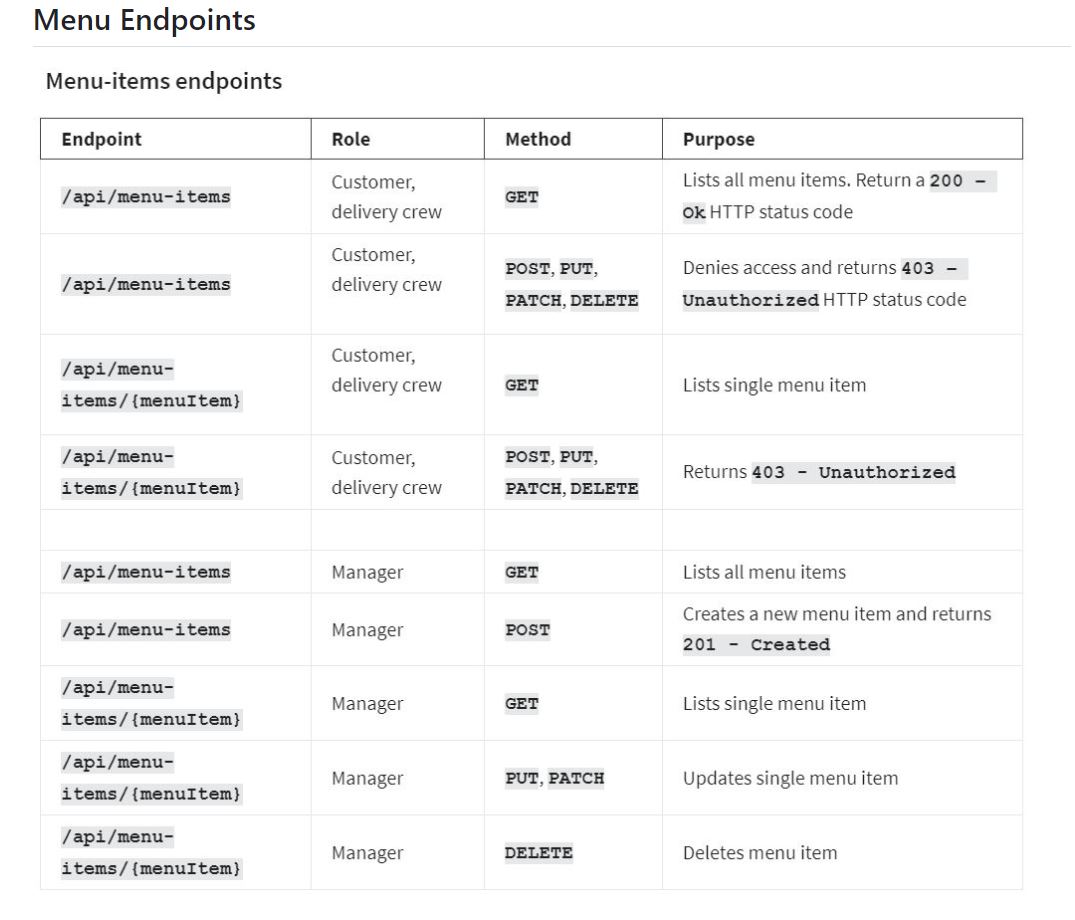 Menu Endpoints
Menu-items endpoints
Endpoint Role Method Purpose
/api/menu-items
Customer,
delivery crew
GET
Lists all menu items. Return a 200 –
Ok HTTP status code
/api/menu-items
Customer,
delivery crew
POST, PUT,
PATCH, DELETE
Denies access and returns 403 –
Unauthorized HTTP status code
/api/menu-
items/{menuItem}
Customer,
delivery crew
GET
Lists single menu item
/api/menu-
items/{menuItem}
Customer,
delivery crew
POST, PUT,
PATCH, DELETE
Returns 403 - Unauthorized
/api/menu-items
Manager
GET
Lists all menu items
/api/menu-items
Manager
POST
Creates a new menu item and returns
201 - Created
/api/menu-
items/{menuItem}
Manager
GET
Lists single menu item
/api/menu-
items/{menuItem}
Manager
PUT, PATCH
Updates single menu item
/api/menu-
items/{menuItem}
Manager
DELETE
Deletes menu item